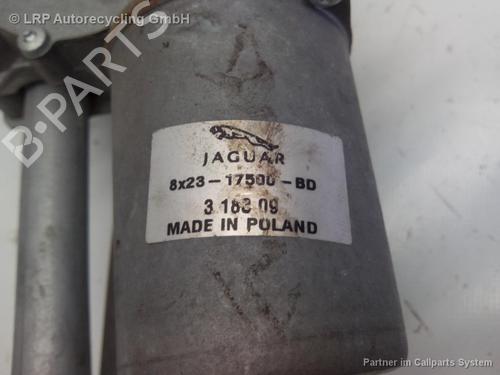 © LRP Autorecycling GmbH
B-PARTS
JAGUAR
8x23-17500-BD
3 183 09
MADE IN POLAND
Partner im Callparts System